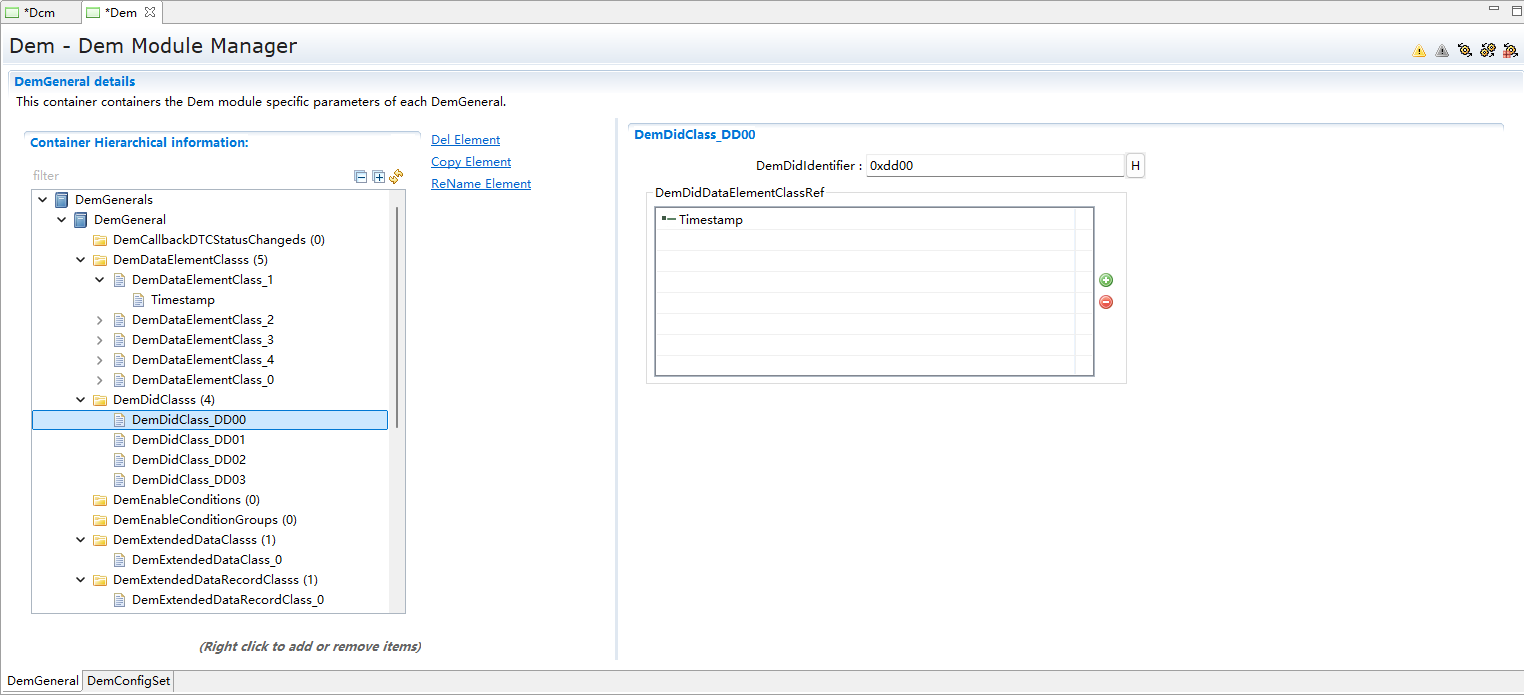 *Dcm
*Dem
Dem - Dem Module Manager
DemGeneral details
This container containers the Dem module specific parameters of each DemGeneral.
Container Hierarchical information:
filter
Del Element
Copy Element
ReName Element
DemGenerals
DemGeneral
DemCallbackDTCStatusChangeds (0)
DemDataElementClasss (5)
DemDataElementClass_1
Timestamp
DemDataElementClass_2
DemDataElementClass_3
DemDataElementClass_4
DemDataElementClass_0
DemDidClasss (4)
DemDidClass_DD00
DemDidClass_DD01
DemDidClass_DD02
DemDidClass_DD03
DemEnableConditions (0)
DemEnableConditionGroups (0)
DemExtendedDataClasss (1)
DemExtendedDataClass_0
DemExtendedDataRecordClasss (1)
DemExtendedDataRecordClass_0
(Right click to add or remove items)
DemDidClass_DD00
DemDidIdentifier : 0xdd00 H
DemDidDataElementClassRef
Timestamp
DemGeneral DemConfigSet